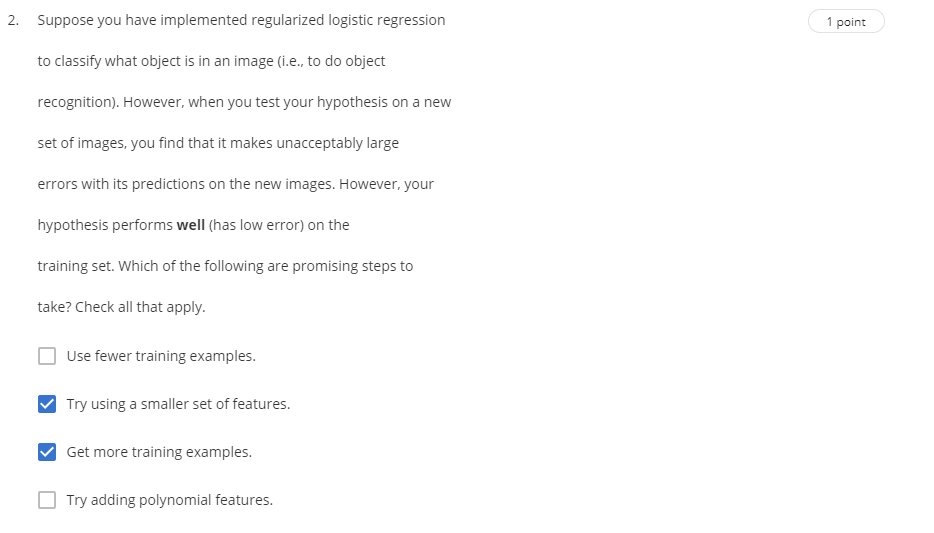 2. Suppose you have implemented regularized logistic regression 1 point
to classify what object is in an image (i.e., to do object
recognition). However, when you test your hypothesis on a new
set of images, you find that it makes unacceptably large
errors with its predictions on the new images. However, your
hypothesis performs well (has low error) on the
training set. Which of the following are promising steps to
take? Check all that apply.
Use fewer training examples.
Try using a smaller set of features.
Get more training examples.
Try adding polynomial features.